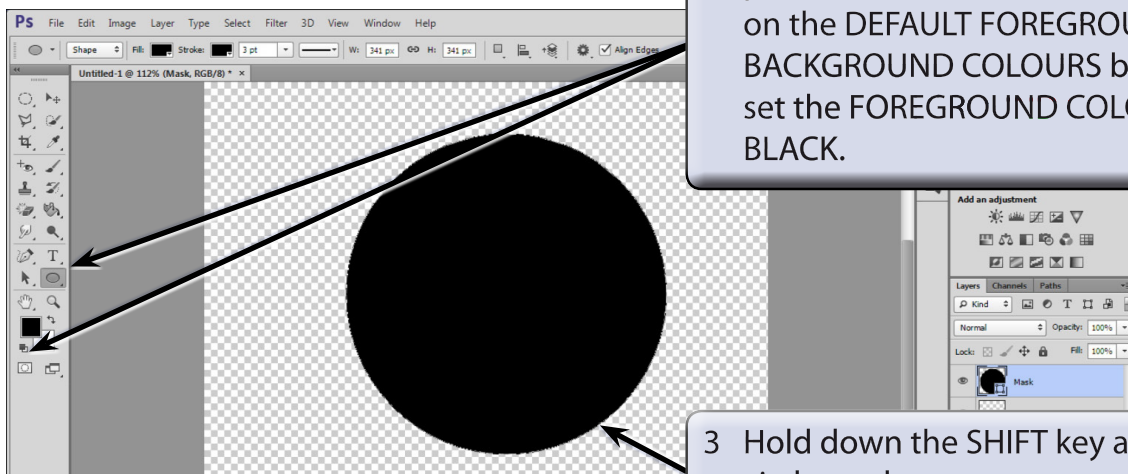 Ps File Edit Image Layer Type Select Filter 3D View Window Help
Shape Fill: Stroke: 3 pt W: 341 px H: 341 px Align Edges
Untitled-1 @ 112% (Mask, RGB/8) * ×
on the DEFAULT FOREGROU
BACKGROUND COLOURS b
set the FOREGROUND COL
BLACK.
Add an adjustment
Layers Channels Paths
Kind
Normal Opacity: 100%
Lock: Fill: 100%
Mask
3 Hold down the SHIFT key a